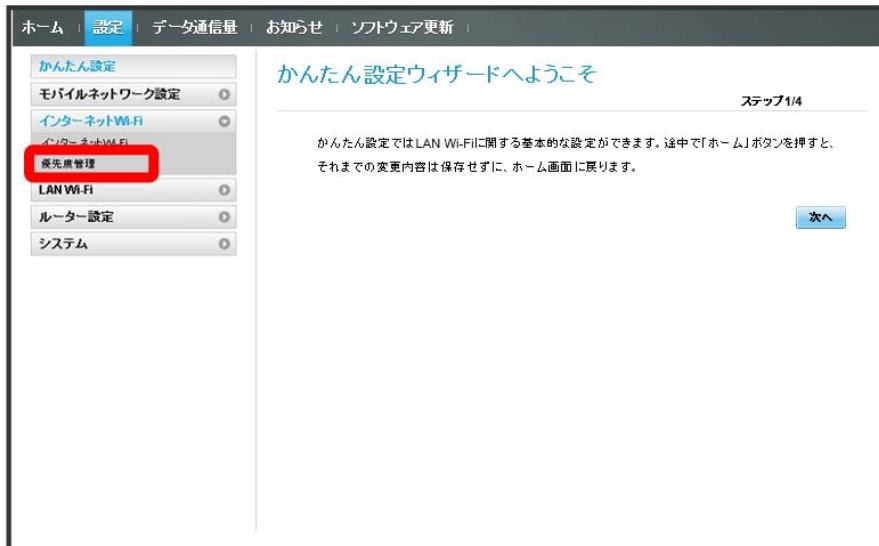 ホーム 設定 データ通信量 お知らせ ソフトウェア更新
かんたん設定
モバイルネットワーク設定
インターネットWi-Fi
インターネットWi-Fi
優先度管理
LAN Wi-Fi
ルーター設定
システム
かんたん設定ウィザードへようこそ
ステップ1/4
かんたん設定ではLAN Wi-Fiに関する基本的な設定ができます。途中で「ホーム」ボタンを押すと、
それまでの変更内容は保存せずに、ホーム画面に戻ります。
次へ